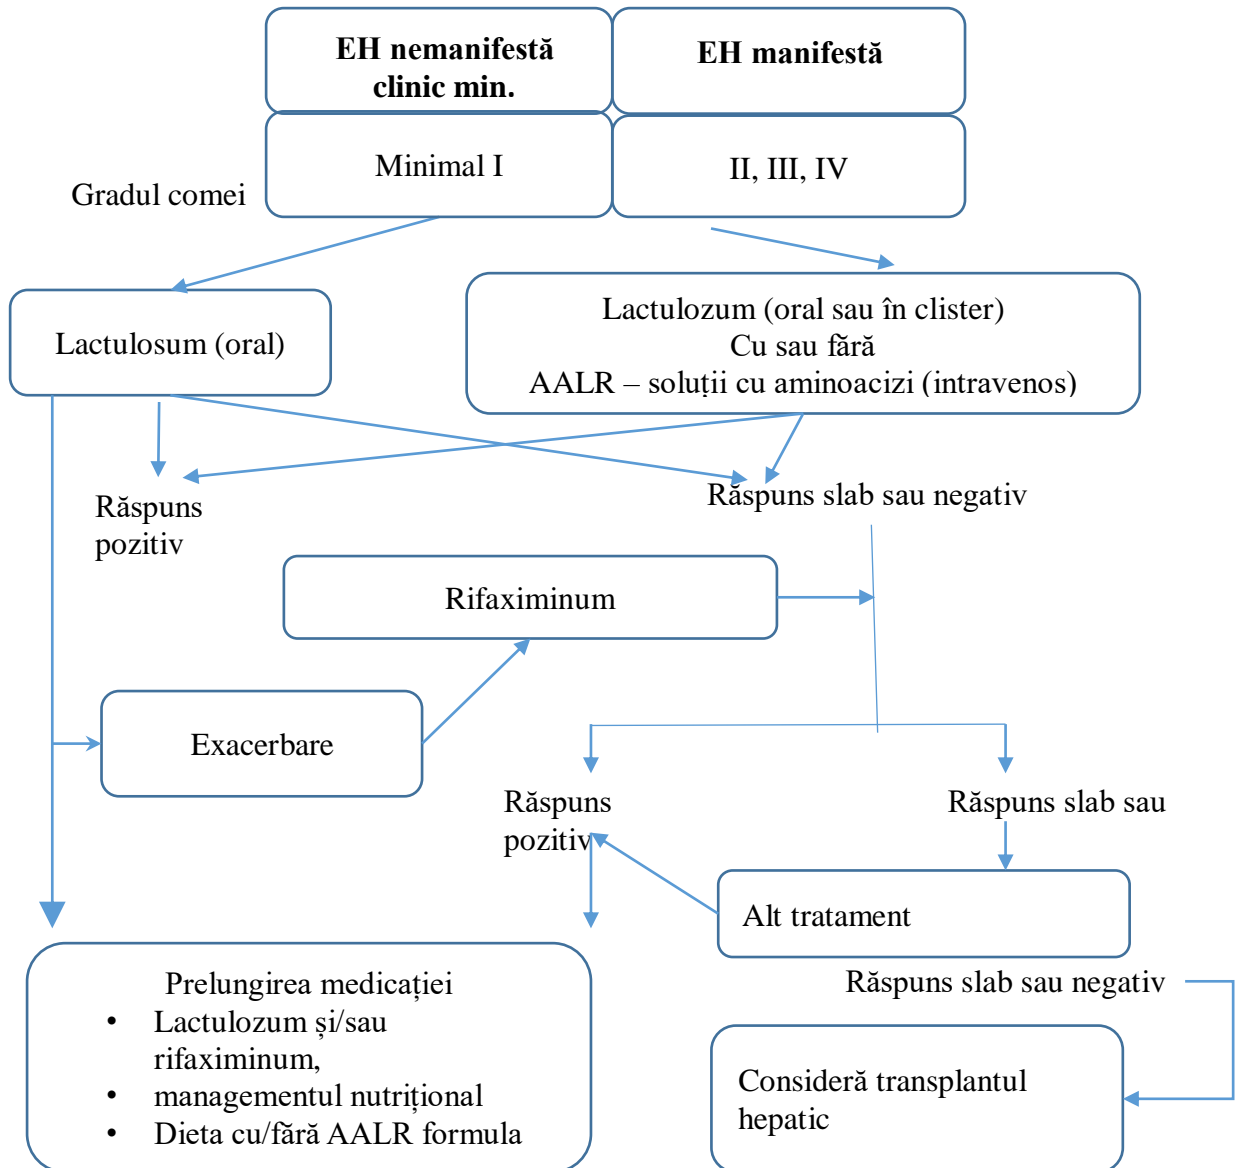 EH nemanifestă
clinic min.
EH manifestă
Gradul comei
Minimal I
II, III, IV
Lactulosum (oral)
Lactulozum (oral sau în clister)
Cu sau fără
AALR – soluții cu aminoacizi (intravenos)
Răspuns
pozitiv
Răspuns slab sau negativ
Rifaximinum
Exacerbare
Răspuns
pozitiv
Răspuns slab sau
Alt tratament
Răspuns slab sau negativ
Prelungirea medicației
• Lactulozum și/sau
rifaximinum,
• managementul nutrițional
• Dieta cu/fără AALR formula
Consideră transplantul
hepatic